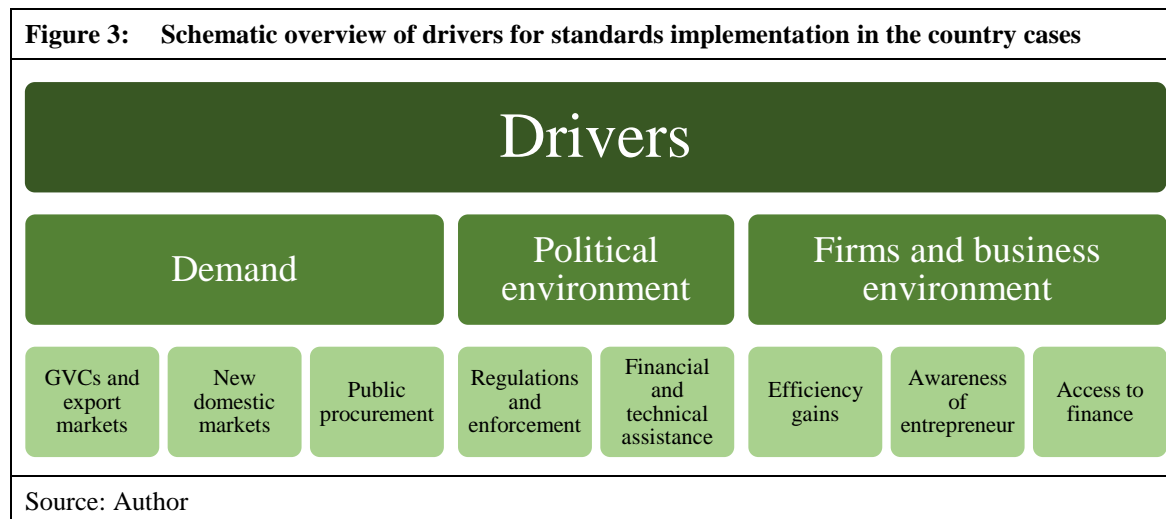 Figure 3: Schematic overview of drivers for standards implementation in the country cases
Drivers
Demand
Political
environment
Firms and business
environment
GVCs and
export
markets
New
domestic
markets
Public
procurement
Regulations
and
enforcement
Financial
and
technical
assistance
Efficiency
gains
Awareness
of
entrepreneur
Access to
finance
Source: Author